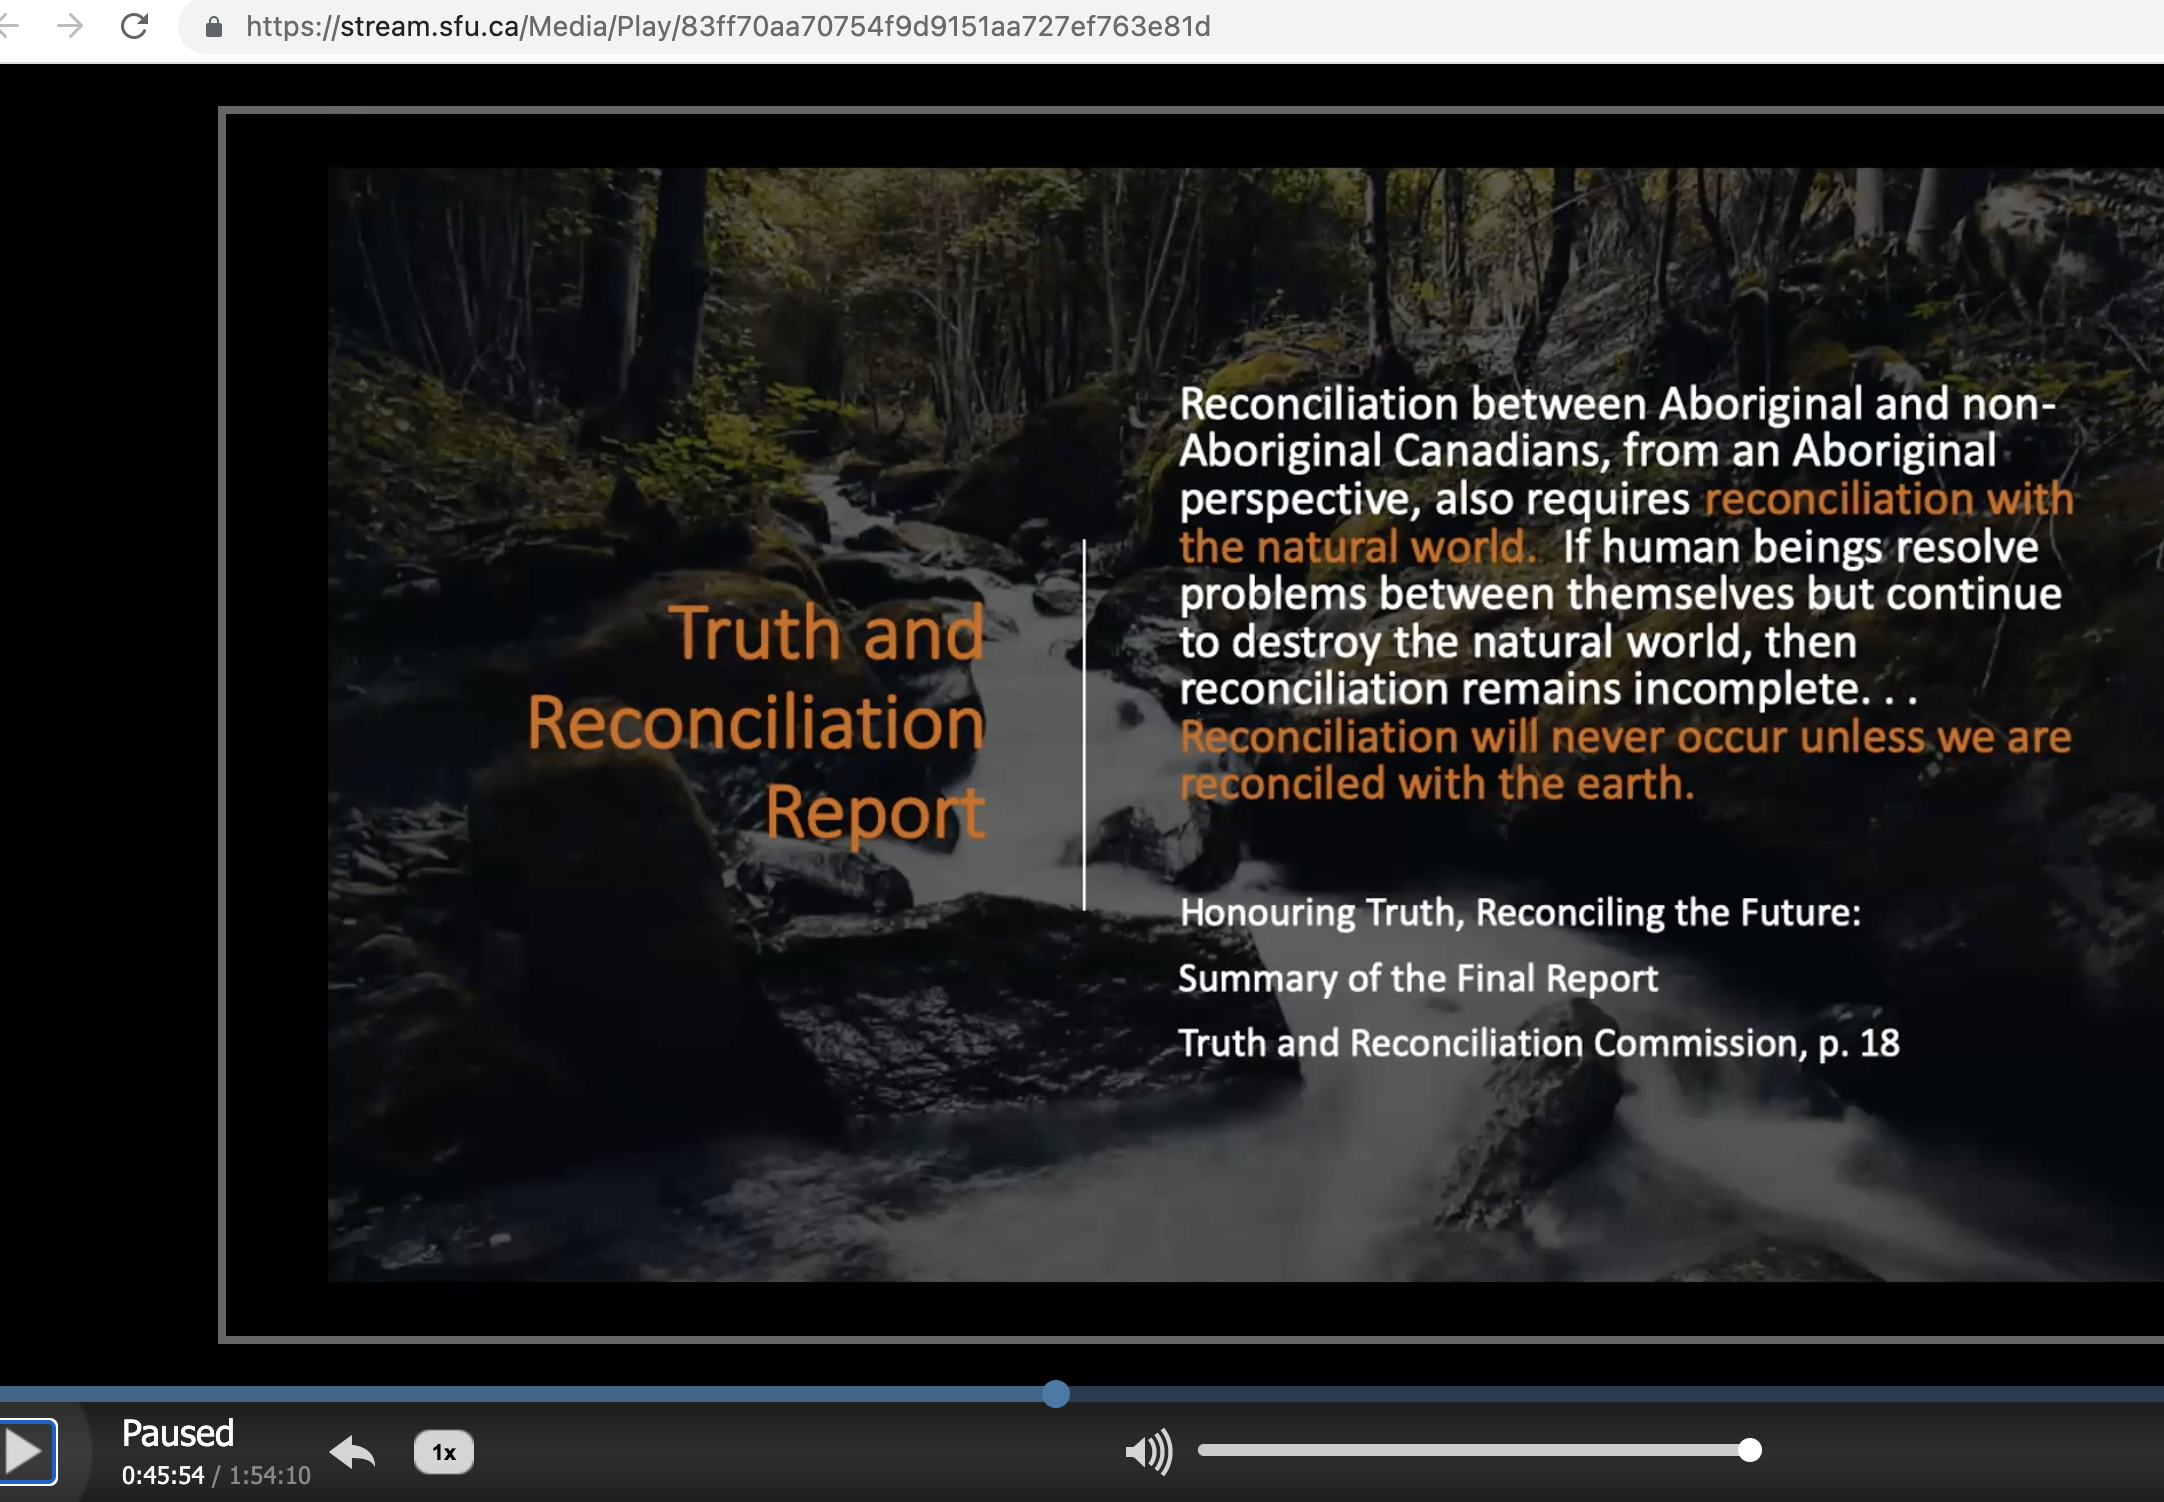 https://stream.sfu.ca/Media/Play/83ff70aa70754f9d9151aa727ef763e81d
Truth and
Reconciliation
Report
Reconciliation between Aboriginal and non-
Aboriginal Canadians, from an Aboriginal
perspective, also requires reconciliation with
the natural world. If human beings resolve
problems between themselves but continue
to destroy the natural world, then
reconciliation remains incomplete. . .
Reconciliation will never occur unless we are
reconciled with the earth.
Honouring Truth, Reconciling the Future:
Summary of the Final Report
Truth and Reconciliation Commission, p. 18
Paused
0:45:54 / 1:54:10
1x